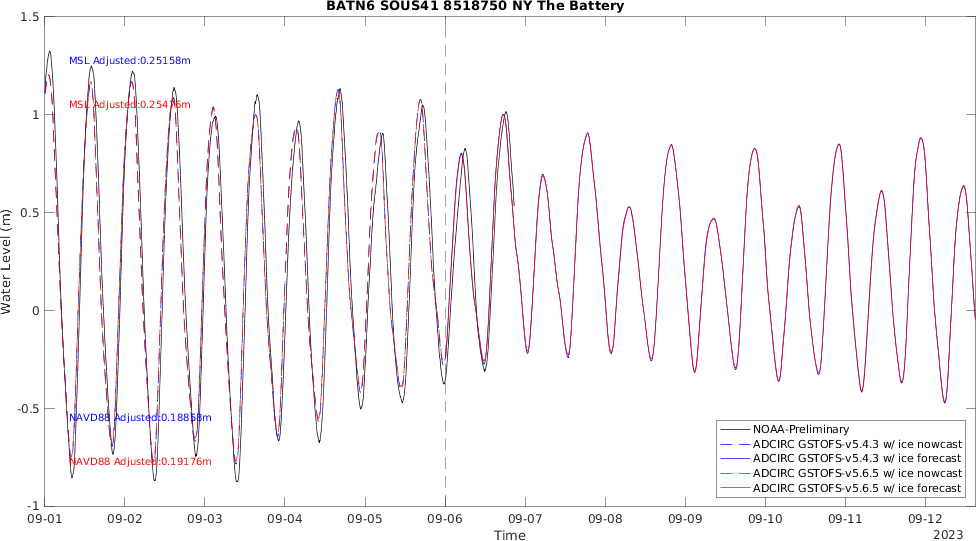 BATN6 SOUS41 8518750 NY The Battery
1.5
1
0.5
0
-0.5
-1
Water Level (m)
MSL Adjusted:0.25158m
MSL Adjusted:0.25476m
NAVD88 Adjusted:0.18858m
NAVD88 Adjusted:0.19176m
NOAA-Preliminary
ADCIRC GSTOFS-v5.4.3 w/ ice nowcast
ADCIRC GSTOFS-v5.4.3 w/ ice forecast
ADCIRC GSTOFS-v5.6.5 w/ ice nowcast
ADCIRC GSTOFS-v5.6.5 w/ ice forecast
09-01 09-02 09-03 09-04 09-05 09-06 09-07 09-08 09-09 09-10 09-11 09-12
Time
2023